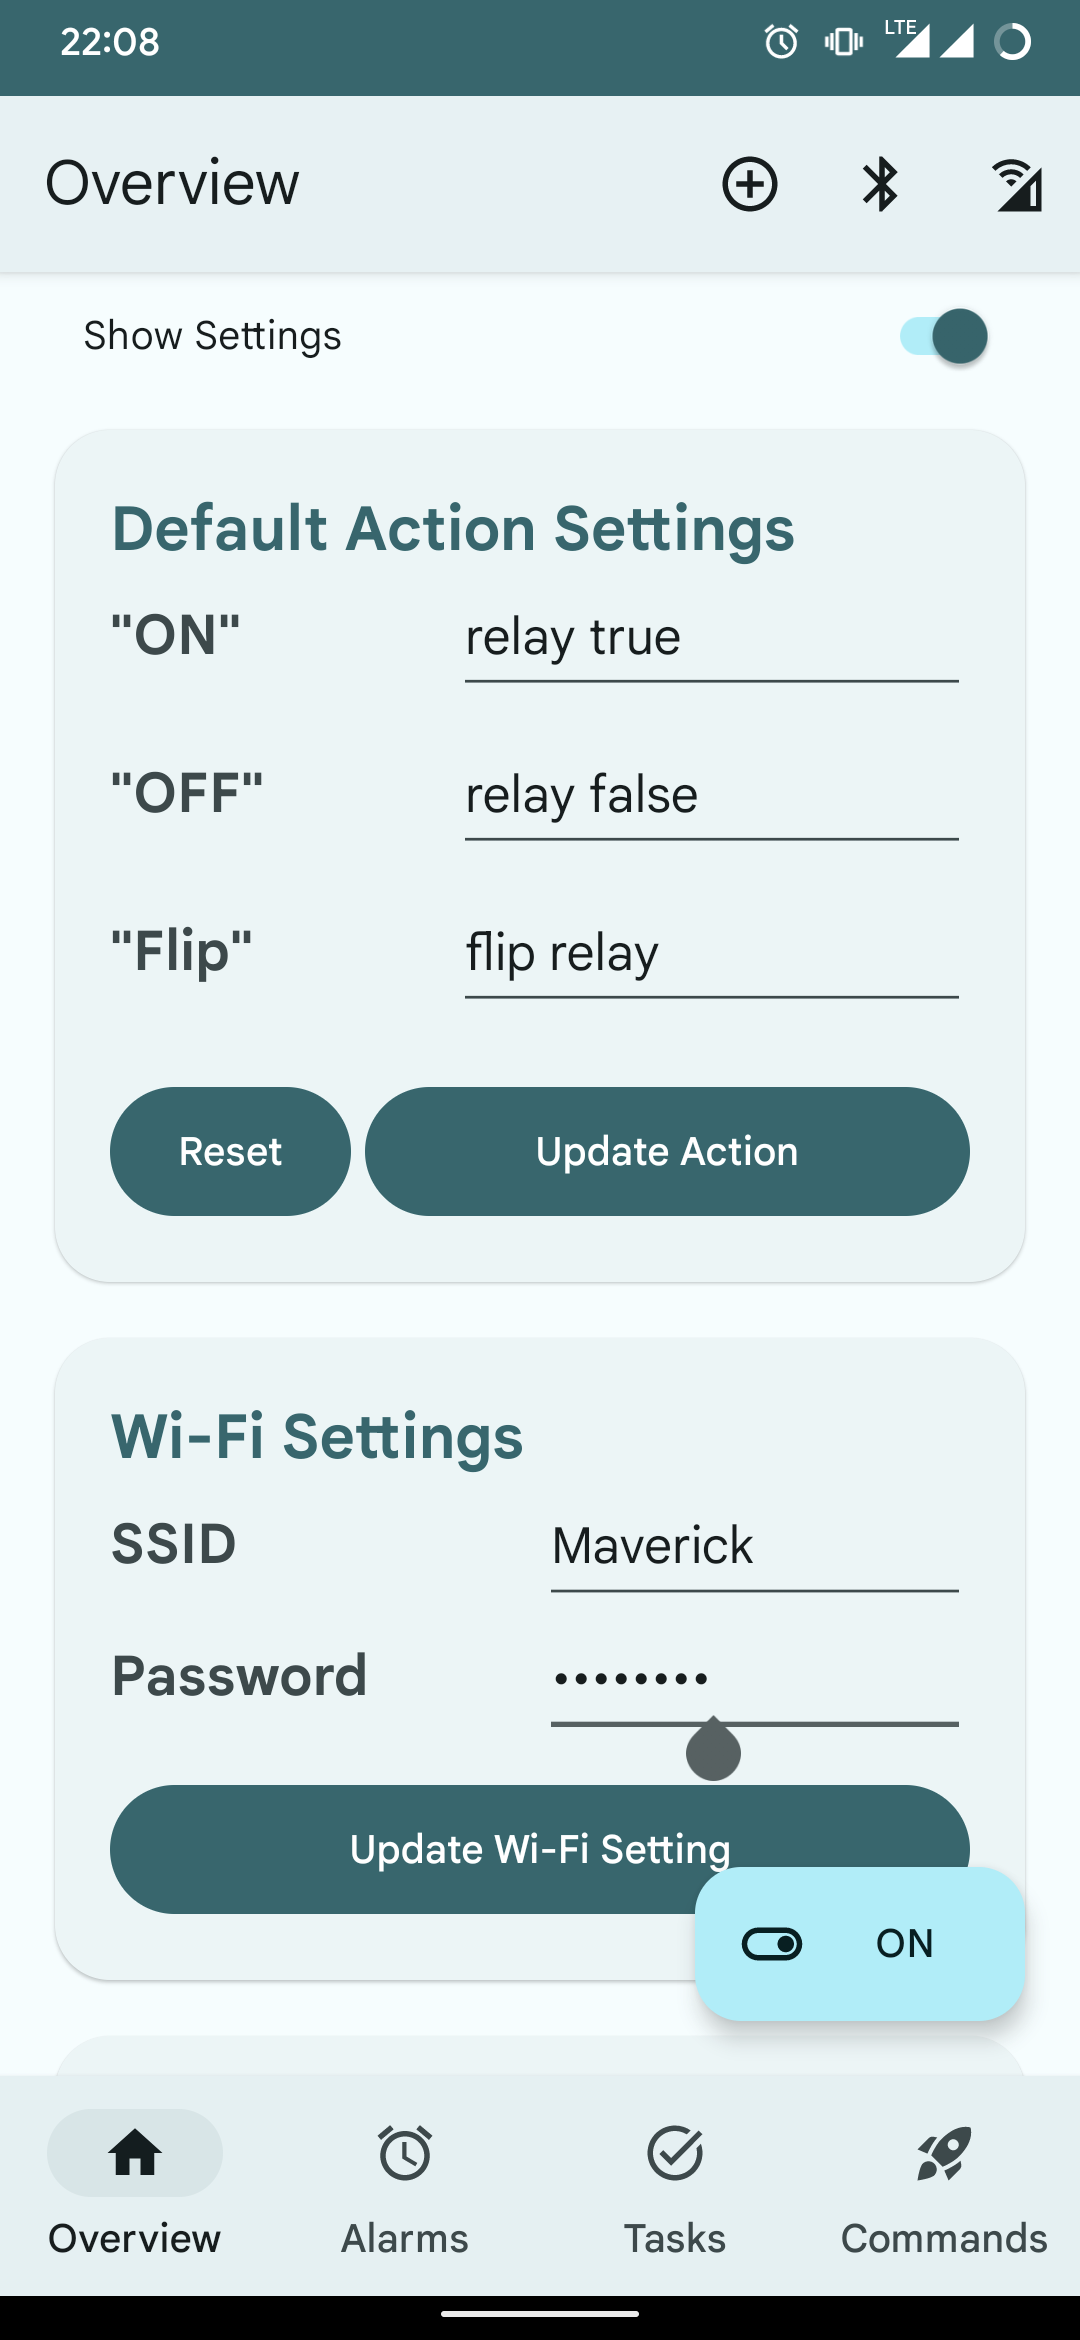 22:08
LTE
Overview
Show Settings
Default Action Settings
"ON" relay true
"OFF" relay false
"Flip" flip relay
Reset Update Action
Wi-Fi Settings
SSID Maverick
Password ••••••••
Update Wi-Fi Setting
ON
Overview Alarms Tasks Commands